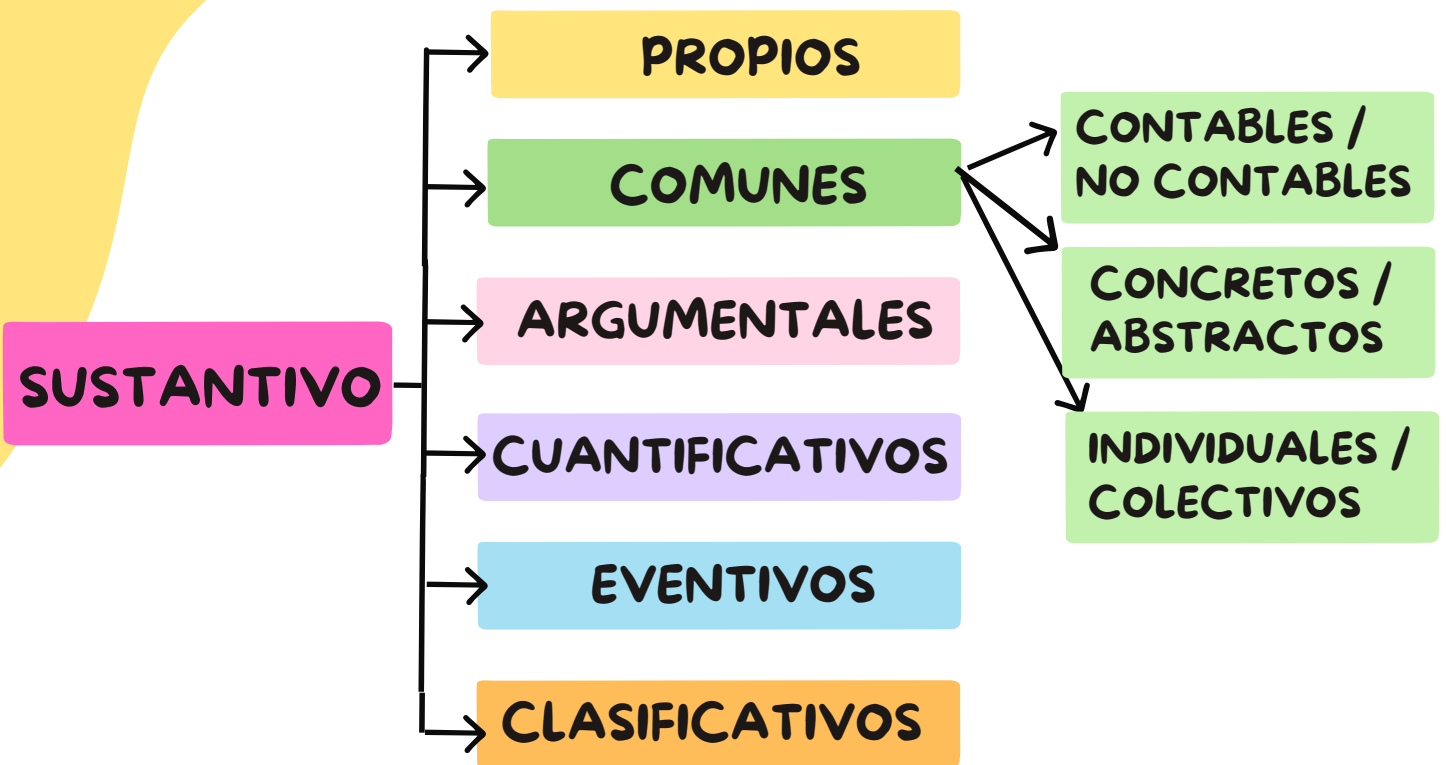 SUSTANTIVO
PROPIOS
COMUNES
CONTABLES /
NO CONTABLES
CONCRETOS /
ABSTRACTOS
INDIVIDUALES /
COLECTIVOS
ARGUMENTALES
CUANTIFICATIVOS
EVENTIVOS
CLASIFICATIVOS